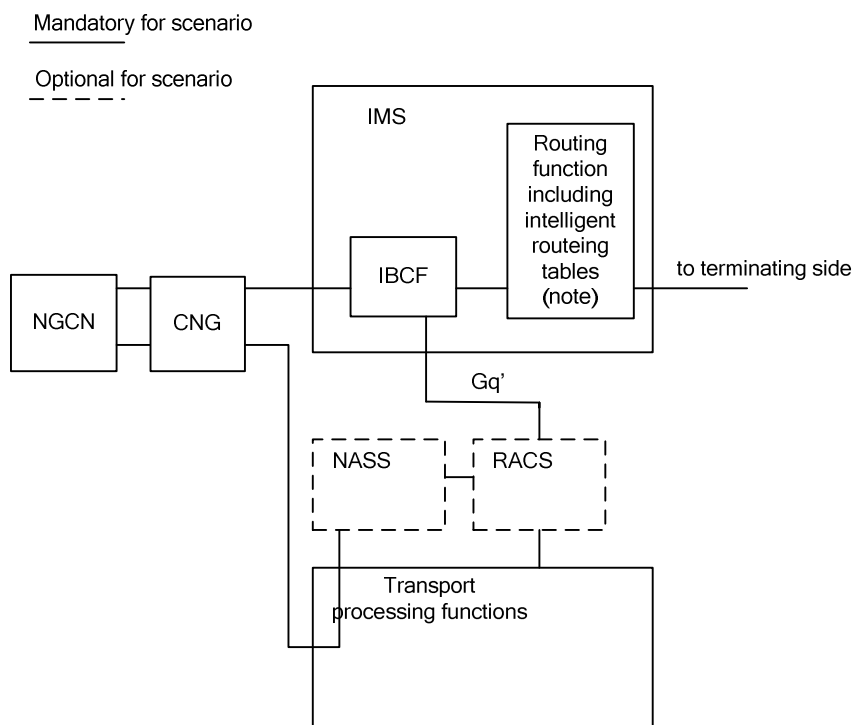 Mandatory for scenario
Optional for scenario
IMS
Routing
function
including
intelligent
routeing
tables
(note)
IBCF
to terminating side
NGCN
CNG
Gq’
NASS
RACS
Transport
processing functions